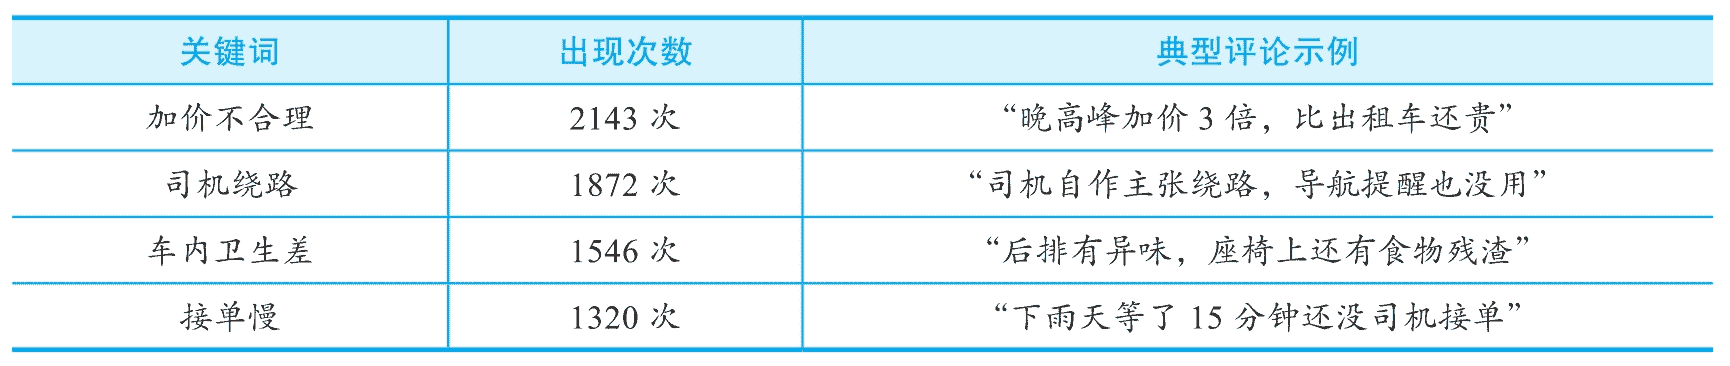 关键词 出现次数 典型评论示例
加价不合理 2143 次 “晚高峰加价 3 倍，比出租车还贵”
司机绕路 1872 次 “司机自作主张绕路，导航提醒也没用”
车内卫生差 1546 次 “后排有异味，座椅上还有食物残渣”
接单慢 1320 次 “下雨天等了 15 分钟还没司机接单”